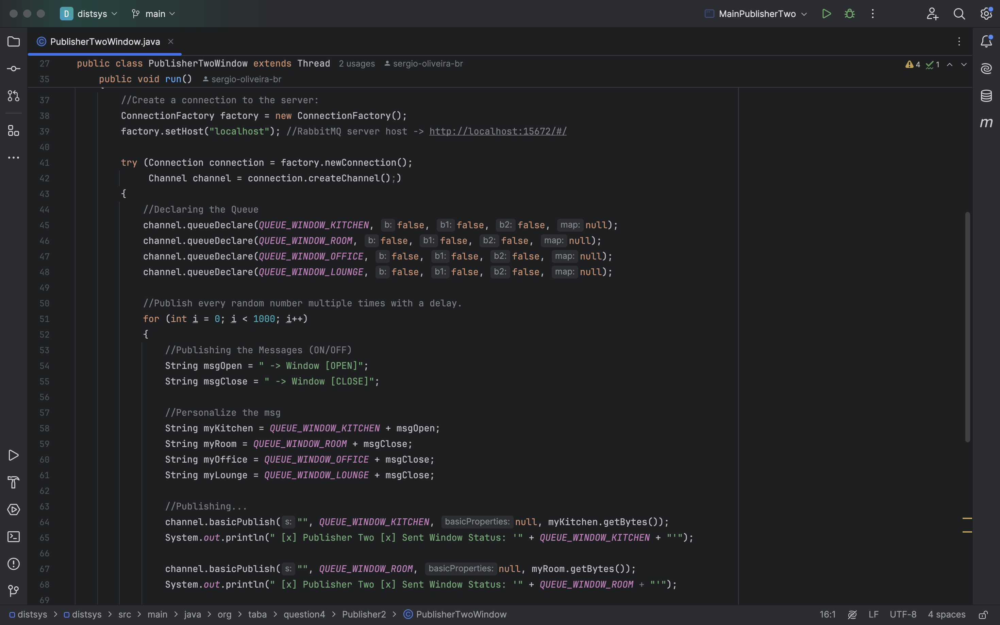 D distsys main MainPublisherTwo
PublisherTwoWindow.java
27 public class PublisherTwoWindow extends Thread 2 usages sergio-oliveira-br 4 1
35 public void run() sergio-oliveira-br
37 //Create a connection to the server:
38 ConnectionFactory factory = new ConnectionFactory();
39 factory.setHost("localhost"); //RabbitMQ server host -> http://localhost:15672/#/
40
41 try (Connection connection = factory.newConnection();
42 Channel channel = connection.createChannel();)
43 {
44 //Declaring the Queue
45 channel.queueDeclare(QUEUE_WINDOW_KITCHEN, b: false, b1: false, b2: false, map: null);
46 channel.queueDeclare(QUEUE_WINDOW_ROOM, b: false, b1: false, b2: false, map: null);
47 channel.queueDeclare(QUEUE_WINDOW_OFFICE, b: false, b1: false, b2: false, map: null);
48 channel.queueDeclare(QUEUE_WINDOW_LOUNGE, b: false, b1: false, b2: false, map: null);
49
50 //Publish every random number multiple times with a delay.
51 for (int i = 0; i < 1000; i++)
52 {
53 //Publishing the Messages (ON/OFF)
54 String msgOpen = " -> Window [OPEN]";
55 String msgClose = " -> Window [CLOSE]";
56
57 //Personalize the msg
58 String myKitchen = QUEUE_WINDOW_KITCHEN + msgOpen;
59 String myRoom = QUEUE_WINDOW_ROOM + msgClose;
60 String myOffice = QUEUE_WINDOW_OFFICE + msgClose;
61 String myLounge = QUEUE_WINDOW_LOUNGE + msgClose;
62
63 //Publishing...
64 channel.basicPublish( s: "", QUEUE_WINDOW_KITCHEN, basicProperties: null, myKitchen.getBytes());
65 System.out.println(" [x] Publisher Two [x] Sent Window Status: '" + QUEUE_WINDOW_KITCHEN + "'");
66
67 channel.basicPublish( s: "", QUEUE_WINDOW_ROOM, basicProperties: null, myRoom.getBytes());
68 System.out.println(" [x] Publisher Two [x] Sent Window Status: '" + QUEUE_WINDOW_ROOM + "'");
69
distsys > distsys > src > main > java > org > taba > question4 > Publisher2 > PublisherTwoWindow 16:1 LF UTF-8 4 spaces